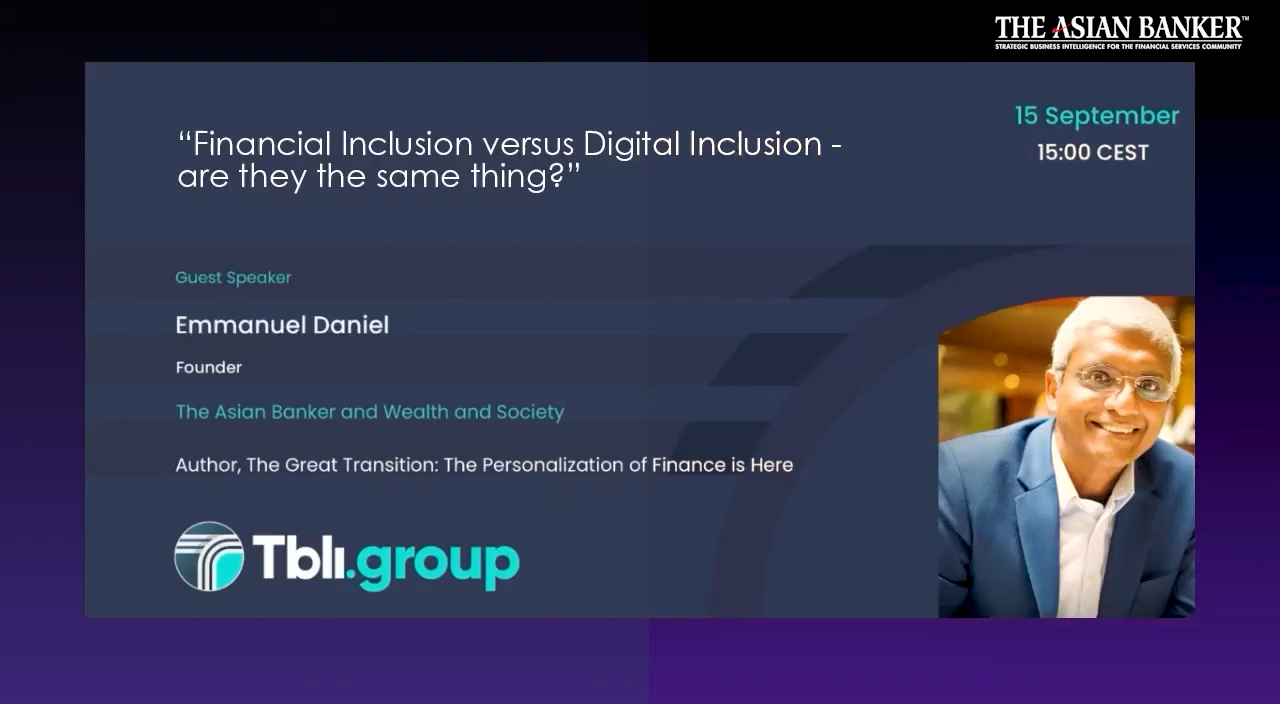 THE ASIAN BANKER™
STRATEGIC BUSINESS INTELLIGENCE FOR THE FINANCIAL SERVICES COMMUNITY
15 September
15:00 CEST
“Financial Inclusion versus Digital Inclusion -
are they the same thing?”
Guest Speaker
Emmanuel Daniel
Founder
The Asian Banker and Wealth and Society
Author, The Great Transition: The Personalization of Finance is Here
Tbli.group